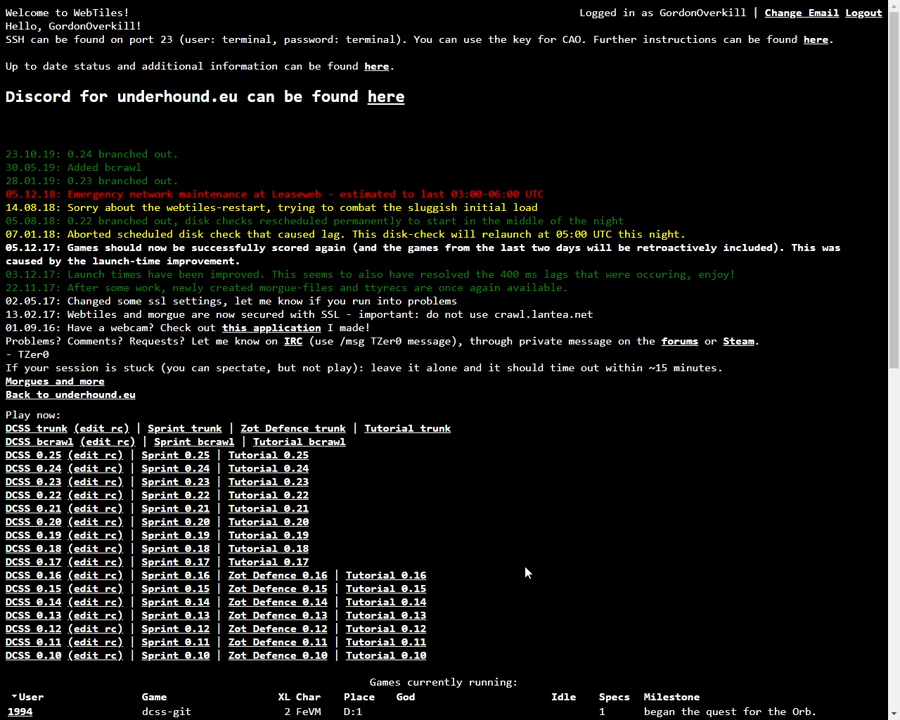 Welcome to WebTiles!
Logged in as GordonOverkill | Change Email Logout
Hello, GordonOverkill!
SSH can be found on port 23 (user: terminal, password: terminal). You can use the key for CAO. Further instructions can be found here.
Up to date status and additional information can be found here.
Discord for underhound.eu can be found here
23.10.19: 0.24 branched out.
30.05.19: Added bcrawl
28.01.19: 0.23 branched out.
05.12.18: Emergency network maintenance at Leaseweb - estimated to last 03:00-06:00 UTC
14.08.18: Sorry about the webtiles-restart, trying to combat the sluggish initial load
05.08.18: 0.22 branched out, disk checks rescheduled permanently to start in the middle of the night
07.01.18: Aborted scheduled disk check that caused lag. This disk-check will relaunch at 05:00 UTC this night.
05.12.17: Games should now be successfully scored again (and the games from the last two days will be retroactively included). This was
caused by the launch-time improvement.
03.12.17: Launch times have been improved. This seems to also have resolved the 400 ms lags that were occuring, enjoy!
22.11.17: After some work, newly created morgue-files and ttyrecs are once again available.
02.05.17: Changed some ssl settings, let me know if you run into problems
13.02.17: Webtiles and morgue are now secured with SSL - important: do not use crawl.lantea.net
01.09.16: Have a webcam? Check out this application I made!
Problems? Comments? Requests? Let me know on IRC (use /msg TZer0 message), through private message on the forums or Steam.
- TZer0
If your session is stuck (you can spectate, but not play): leave it alone and it should time out within ~15 minutes.
Morgues and more
Back to underhound.eu
Play now:
DCSS trunk (edit rc) | Sprint trunk | Zot Defence trunk | Tutorial trunk
DCSS bcrawl (edit rc) | Sprint bcrawl | Tutorial bcrawl
DCSS 0.25 (edit rc) | Sprint 0.25 | Tutorial 0.25
DCSS 0.24 (edit rc) | Sprint 0.24 | Tutorial 0.24
DCSS 0.23 (edit rc) | Sprint 0.23 | Tutorial 0.23
DCSS 0.22 (edit rc) | Sprint 0.22 | Tutorial 0.22
DCSS 0.21 (edit rc) | Sprint 0.21 | Tutorial 0.21
DCSS 0.20 (edit rc) | Sprint 0.20 | Tutorial 0.20
DCSS 0.19 (edit rc) | Sprint 0.19 | Tutorial 0.19
DCSS 0.18 (edit rc) | Sprint 0.18 | Tutorial 0.18
DCSS 0.17 (edit rc) | Sprint 0.17 | Tutorial 0.17
DCSS 0.16 (edit rc) | Sprint 0.16 | Zot Defence 0.16 | Tutorial 0.16
DCSS 0.15 (edit rc) | Sprint 0.15 | Zot Defence 0.15 | Tutorial 0.15
DCSS 0.14 (edit rc) | Sprint 0.14 | Zot Defence 0.14 | Tutorial 0.14
DCSS 0.13 (edit rc) | Sprint 0.13 | Zot Defence 0.13 | Tutorial 0.13
DCSS 0.12 (edit rc) | Sprint 0.12 | Zot Defence 0.12 | Tutorial 0.12
DCSS 0.11 (edit rc) | Sprint 0.11 | Zot Defence 0.11 | Tutorial 0.11
DCSS 0.10 (edit rc) | Sprint 0.10 | Zot Defence 0.10 | Tutorial 0.10
Games currently running:
User Game XL Char Place God Idle Specs Milestone
1994 dcss-git 2 FeVM D:1 1 began the quest for the Orb.